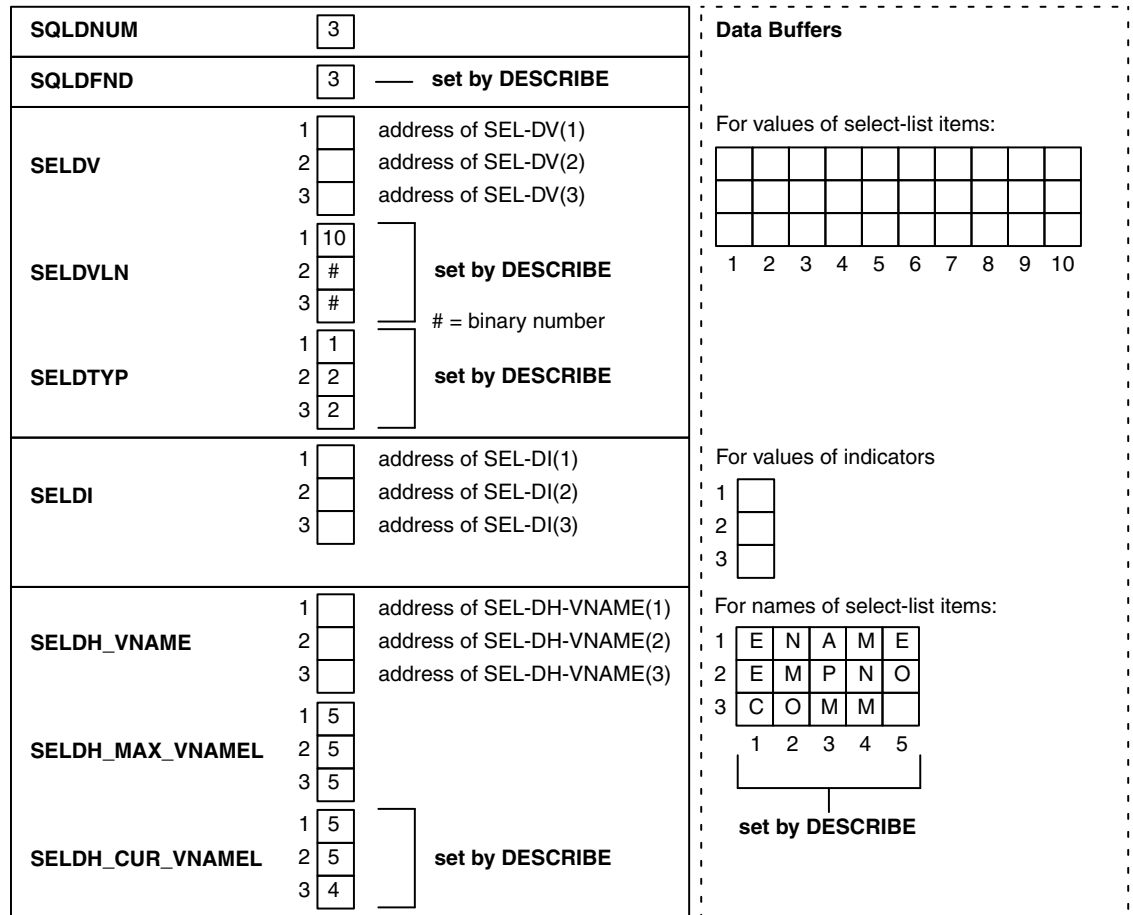 SQLDNUM 3
SQLDFND 3 set by DESCRIBE
SELDV
1 address of SEL-DV(1)
2 address of SEL-DV(2)
3 address of SEL-DV(3)
SELDVLN
1 10
2 #
3 #
set by DESCRIBE
# = binary number
SELDTYP
1 1
2 2
3 2
set by DESCRIBE
SELDI
1 address of SEL-DI(1)
2 address of SEL-DI(2)
3 address of SEL-DI(3)
SELDH_VNAME
1 address of SEL-DH-VNAME(1)
2 address of SEL-DH-VNAME(2)
3 address of SEL-DH-VNAME(3)
SELDH_MAX_VNAMEL
1 5
2 5
3 5
SELDH_CUR_VNAMEL
1 5
2 5
3 4
set by DESCRIBE
Data Buffers
For values of select-list items:
1 2 3 4 5 6 7 8 9 10
For values of indicators
1
2
3
For names of select-list items:
1 E N A M E
2 E M P N O
3 C O M M
1 2 3 4 5
set by DESCRIBE